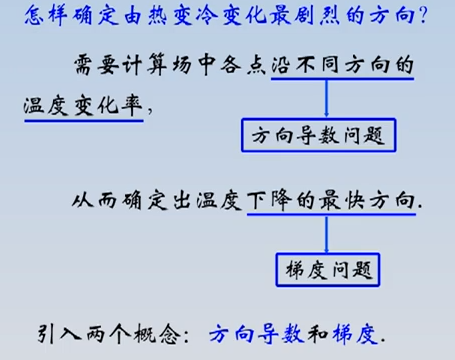 怎样确定由热变冷变化最剧烈的方向?
需要计算场中各点沿不同方向的
温度变化率,
方向导数问题
从而确定出温度下降的最快方向.
梯度问题
引入两个概念: 方向导数和梯度.